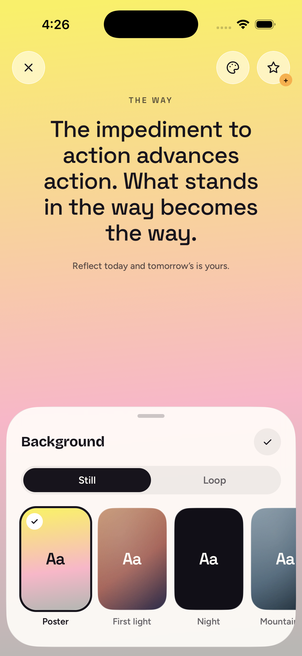 4:26
THE WAY
The impediment to
action advances
action. What stands
in the way becomes
the way.
Reflect today and tomorrow's is yours.
Background
Still
Loop
Aa
Aa
Aa
Aa
Poster
First light
Night
Mountain